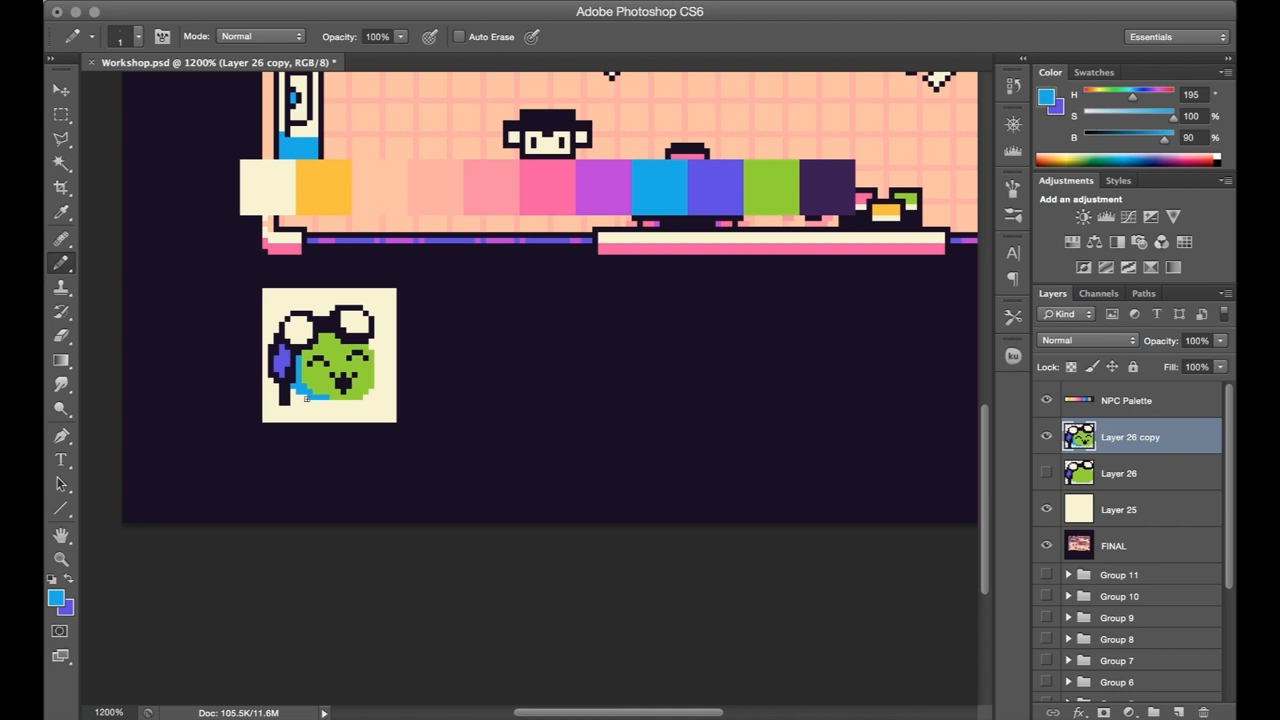 Adobe Photoshop CS6
1
Mode: Normal
Opacity: 100%
Auto Erase
Essentials
× Workshop.psd @ 1200% (Layer 26 copy, RGB/8) *
Color
Swatches
H 195 °
S 100 %
B 90 %
Adjustments
Styles
Add an adjustment
Layers
Channels
Paths
Kind
Normal
Opacity: 100%
Lock:
Fill: 100%
NPC Palette
Layer 26 copy
Layer 26
Layer 25
FINAL
Group 11
Group 10
Group 9
Group 8
Group 7
Group 6
ku
1200%
Doc: 105.5K/11.6M